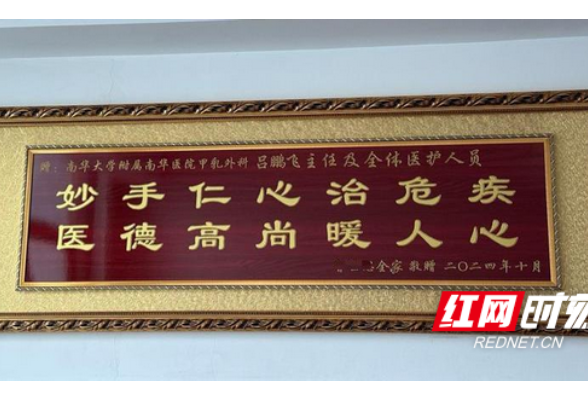 赠：南华大学附属南华医院甲乳外科 吕鹏飞主任及全体医护人员
妙手仁心治危疾
医德高尚暖人心
全家 敬赠 二〇二四年十月
红网时刻
REDNET.CN